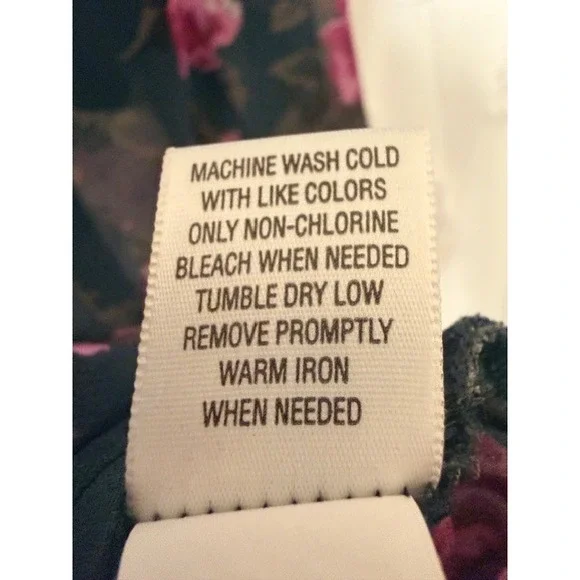 MACHINE WASH COLD
WITH LIKE COLORS
ONLY NON-CHLORINE
BLEACH WHEN NEEDED
TUMBLE DRY LOW
REMOVE PROMPTLY
WARM IRON
WHEN NEEDED